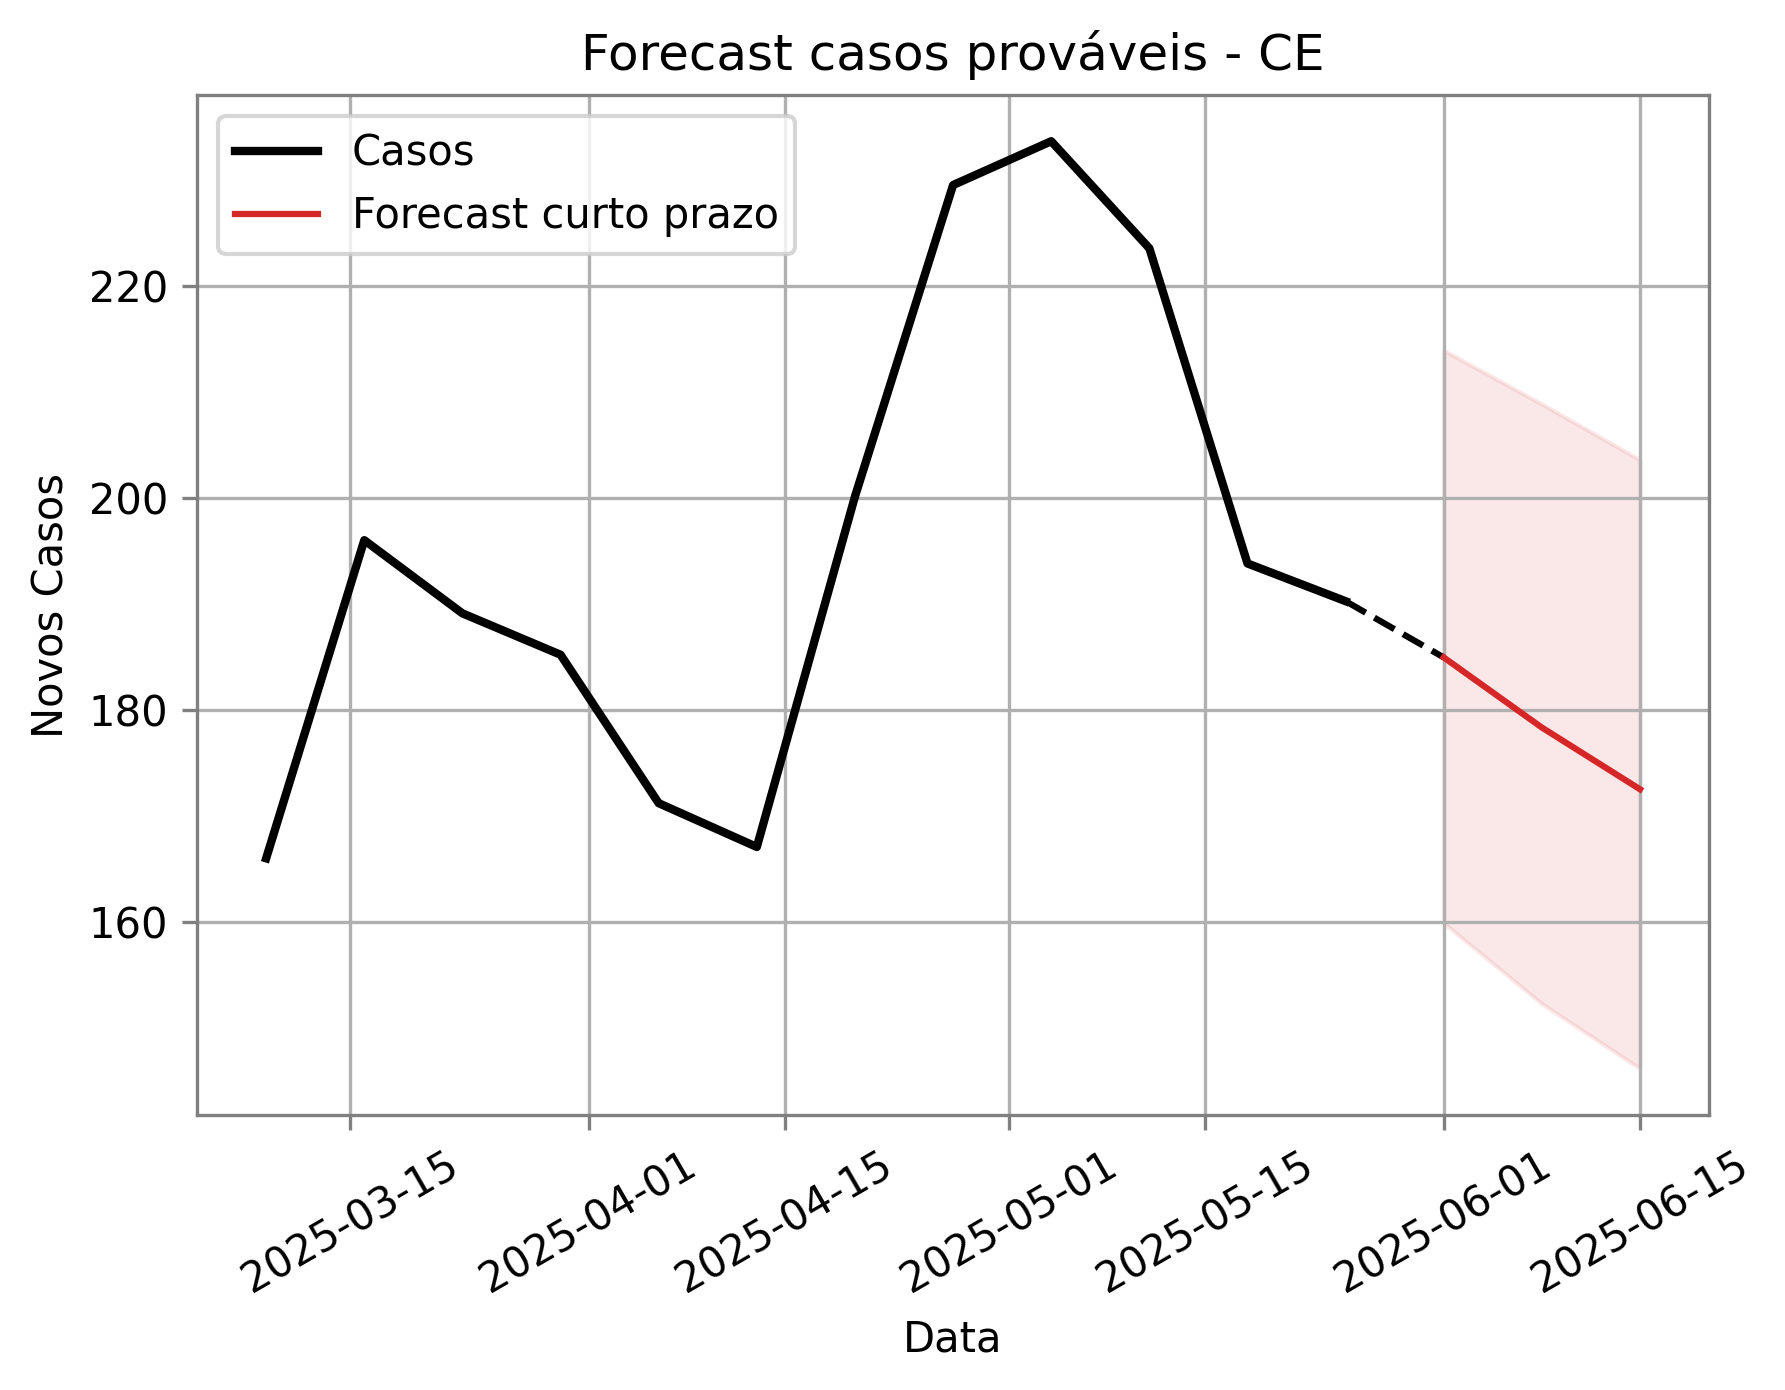 Forecast casos prováveis - CE
Casos
Forecast curto prazo
220
200
180
160
Novos Casos
2025-03-15
2025-04-01
2025-04-15
2025-05-01
2025-05-15
2025-06-01
2025-06-15
Data